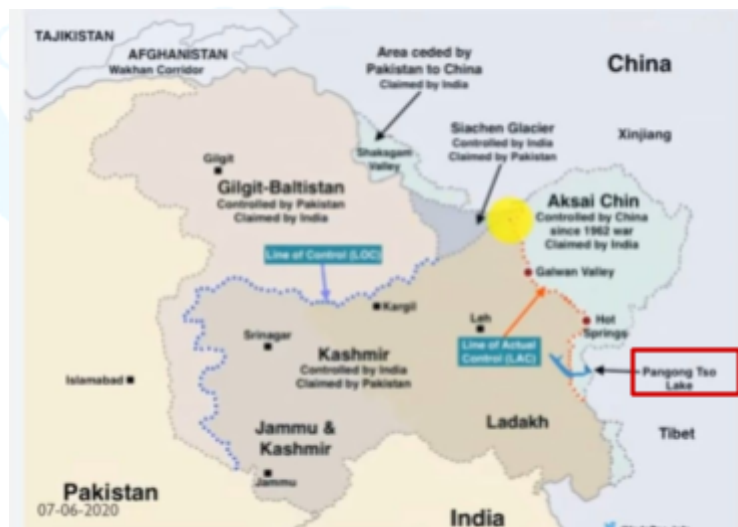 TAJIKISTAN
AFGHANISTAN
Wakhan Corridor
Area ceded by
Pakistan to China
Claimed by India
China
Siachen Glacier
Controlled by India
Claimed by Pakistan
Xinjiang
Shaksgam
Valley
Gilgit
Gilgit-Baltistan
Controlled by Pakistan
Claimed by India
Aksai Chin
Controlled by China
since 1962 war
Claimed by India
Line of Control (LOC)
Galwan Valley
Kargil
Leh
Hot
Springs
Srinagar
Line of Actual
Control (LAC)
Kashmir
Controlled by India
Claimed by Pakistan
Islamabad
Pangong Tso
Lake
Ladakh
Tibet
Jammu &
Kashmir
Jammu
Pakistan
07-06-2020
India